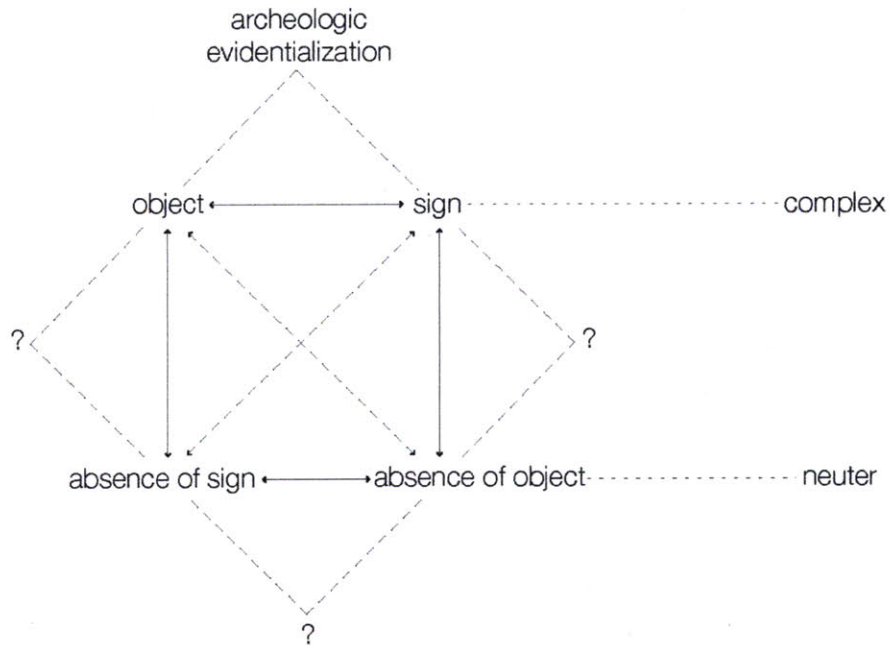 archeologic
evidentialization
object sign complex
? ?
absence of sign absence of object neuter
?